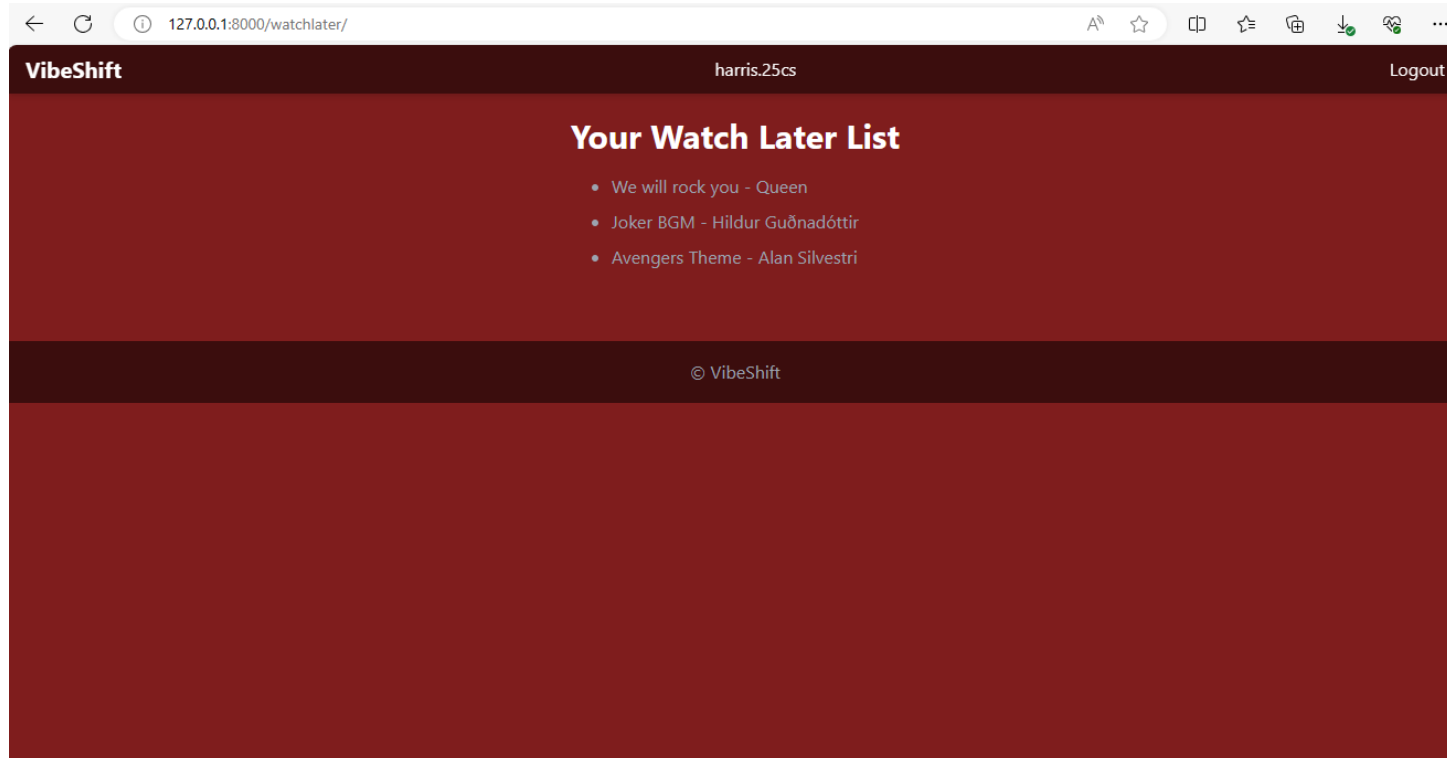 127.0.0.1:8000/watchlater/
VibeShift harris.25cs Logout
Your Watch Later List
• We will rock you - Queen
• Joker BGM - Hildur Guðnadóttir
• Avengers Theme - Alan Silvestri
© VibeShift